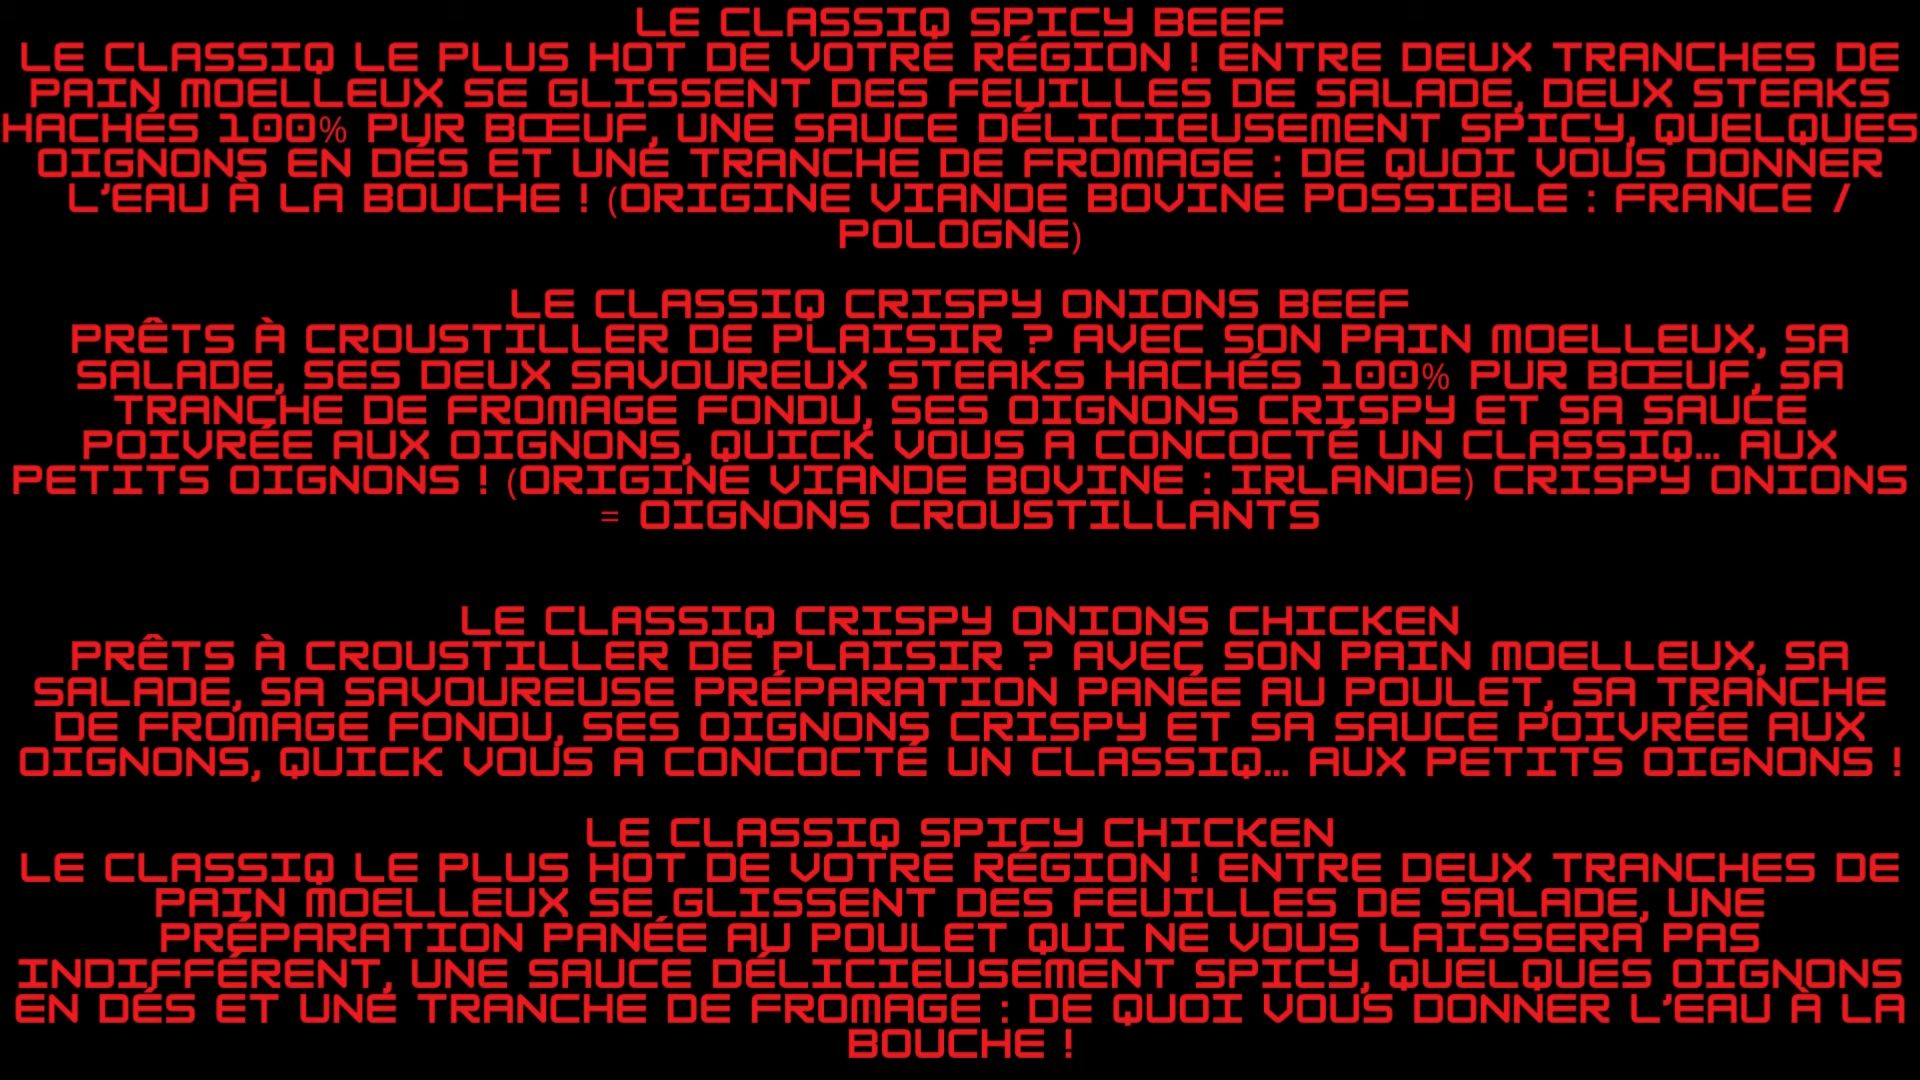 LE CLASSIQ SPICY BEEF
LE CLASSIQ LE PLUS HOT DE VOTRE RÉGION ! ENTRE DEUX TRANCHES DE
PAIN MOELLEUX SE GLISSENT DES FEUILLES DE SALADE, DEUX STEAKS
HACHÉS 100% PUR BŒUF, UNE SAUCE DÉLICIEUSEMENT SPICY, QUELQUES
OIGNONS EN DÉS ET UNE TRANCHE DE FROMAGE : DE QUOI VOUS DONNER
L'EAU À LA BOUCHE ! (ORIGINE VIANDE BOVINE POSSIBLE : FRANCE /
POLOGNE)
LE CLASSIQ CRISPY ONIONS BEEF
PRÊTS À CROUSTILLER DE PLAISIR ? AVEC SON PAIN MOELLEUX, SA
SALADE, SES DEUX SAVOUREUX STEAKS HACHÉS 100% PUR BŒUF, SA
TRANCHE DE FROMAGE FONDU, SES OIGNONS CRISPY ET SA SAUCE
POIVRÉE AUX OIGNONS, QUICK VOUS A CONCOCTÉ UN CLASSIQ... AUX
PETITS OIGNONS ! (ORIGINE VIANDE BOVINE : IRLANDE) CRISPY ONIONS
= OIGNONS CROUSTILLANTS
LE CLASSIQ CRISPY ONIONS CHICKEN
PRÊTS À CROUSTILLER DE PLAISIR ? AVEC SON PAIN MOELLEUX, SA
SALADE, SA SAVOUREUSE PRÉPARATION PANÉE AU POULET, SA TRANCHE
DE FROMAGE FONDU, SES OIGNONS CRISPY ET SA SAUCE POIVRÉE AUX
OIGNONS, QUICK VOUS A CONCOCTÉ UN CLASSIQ... AUX PETITS OIGNONS !
LE CLASSIQ SPICY CHICKEN
LE CLASSIQ LE PLUS HOT DE VOTRE RÉGION ! ENTRE DEUX TRANCHES DE
PAIN MOELLEUX SE GLISSENT DES FEUILLES DE SALADE, UNE
PRÉPARATION PANÉE AU POULET QUI NE VOUS LAISSERA PAS
INDIFFÉRENT, UNE SAUCE DÉLICIEUSEMENT SPICY, QUELQUES OIGNONS
EN DÉS ET UNE TRANCHE DE FROMAGE : DE QUOI VOUS DONNER L'EAU À LA
BOUCHE !